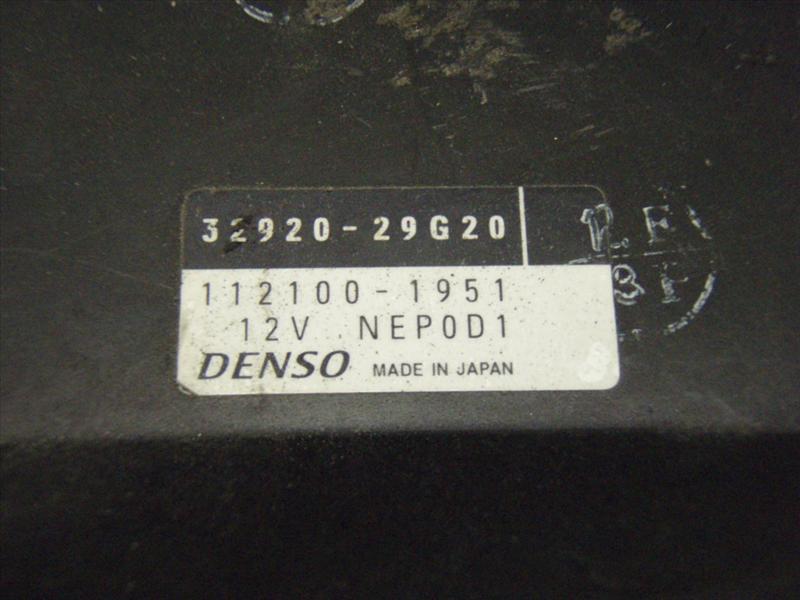 32920-29G20
112100-1951
12V NEP0D1
DENSO MADE IN JAPAN